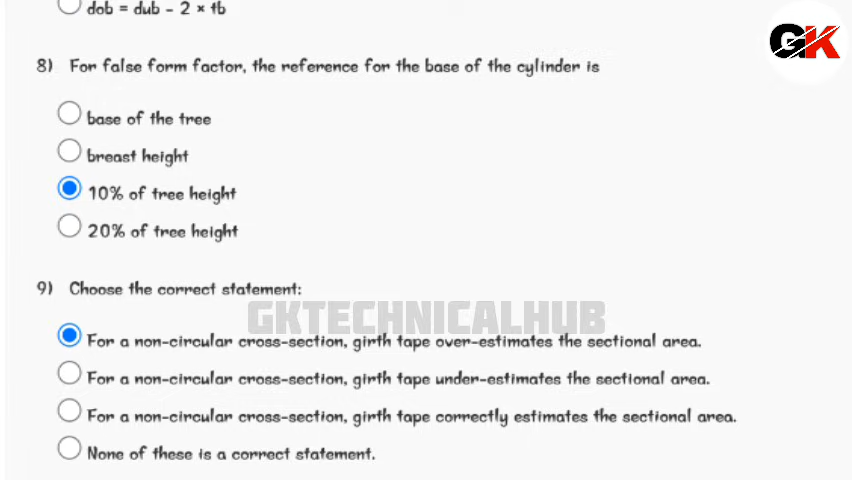 dob = dub - 2 × tb
GK
8) For false form factor, the reference for the base of the cylinder is
base of the tree
breast height
10% of tree height
20% of tree height
9) Choose the correct statement:
GKTECHNICALHUB
For a non-circular cross-section, girth tape over-estimates the sectional area.
For a non-circular cross-section, girth tape under-estimates the sectional area.
For a non-circular cross-section, girth tape correctly estimates the sectional area.
None of these is a correct statement.